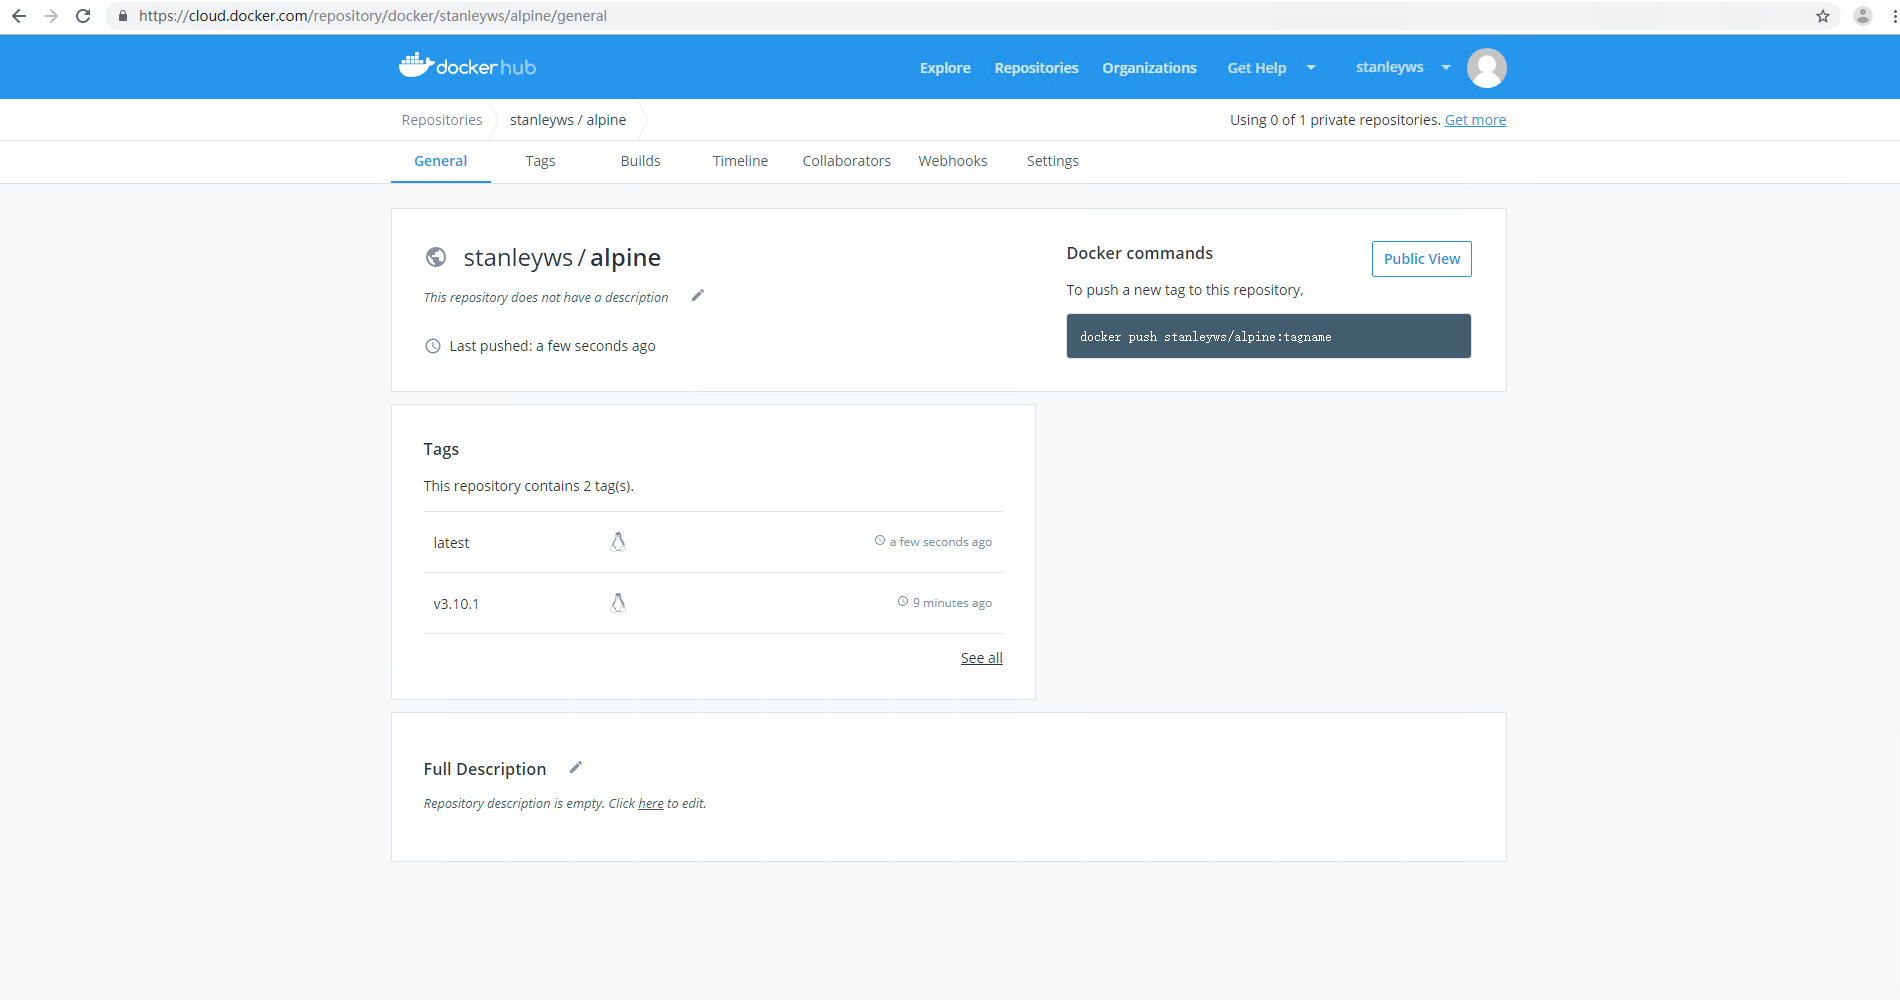 https://cloud.docker.com/repository/docker/stanleyws/alpine/general
docker hub
Explore
Repositories
Organizations
Get Help
stanleyws
Repositories
stanleyws / alpine
Using 0 of 1 private repositories. Get more
General
Tags
Builds
Timeline
Collaborators
Webhooks
Settings
stanleyws / alpine
This repository does not have a description
Last pushed: a few seconds ago
Docker commands
Public View
To push a new tag to this repository,
docker push stanleyws/alpine:tagname
Tags
This repository contains 2 tag(s).
latest
a few seconds ago
v3.10.1
9 minutes ago
See all
Full Description
Repository description is empty. Click here to edit.